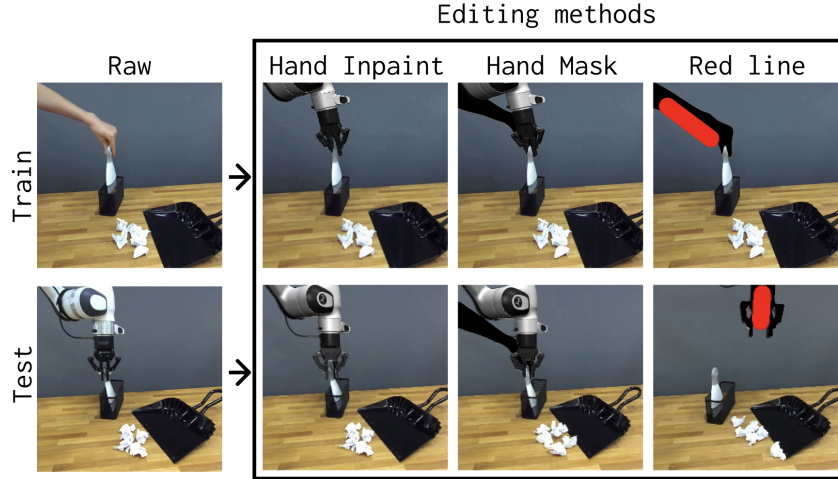 Editing methods
Raw
Hand Inpaint
Hand Mask
Red line
Train
Test